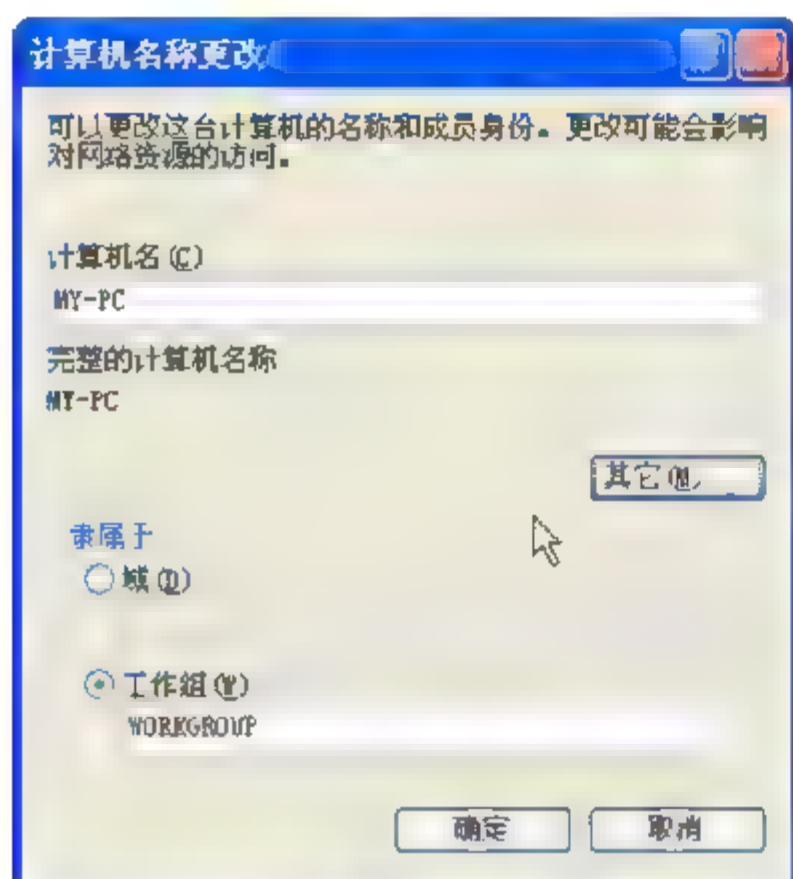 计算机名称更改
可以更改这台计算机的名称和成员身份。更改可能会影响
对网络资源的访问。
计算机名(C)
MY-PC
完整的计算机名称
MY-PC
其它(M)
隶属于
域(D)
工作组(W)
WORKGROUP
确定 取消